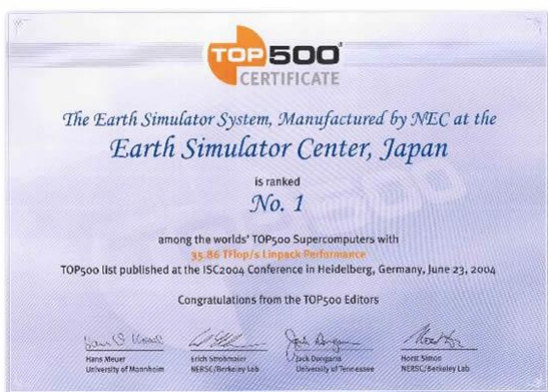 TOP500
CERTIFICATE
The Earth Simulator System, Manufactured by NEC at the
Earth Simulator Center, Japan
is ranked
No. 1
among the worlds' TOP500 Supercomputers with
35.86 TFlop/s Linpack Performance
TOP500 list published at the ISC2004 Conference in Heidelberg, Germany, June 23, 2004
Congratulations from the TOP500 Editors
Hans Meuer
University of Mannheim
Erich Strohmaier
NERSC/Berkeley Lab
Jack Dongarra
University of Tennessee
Horst Simon
NERSC/Berkeley Lab